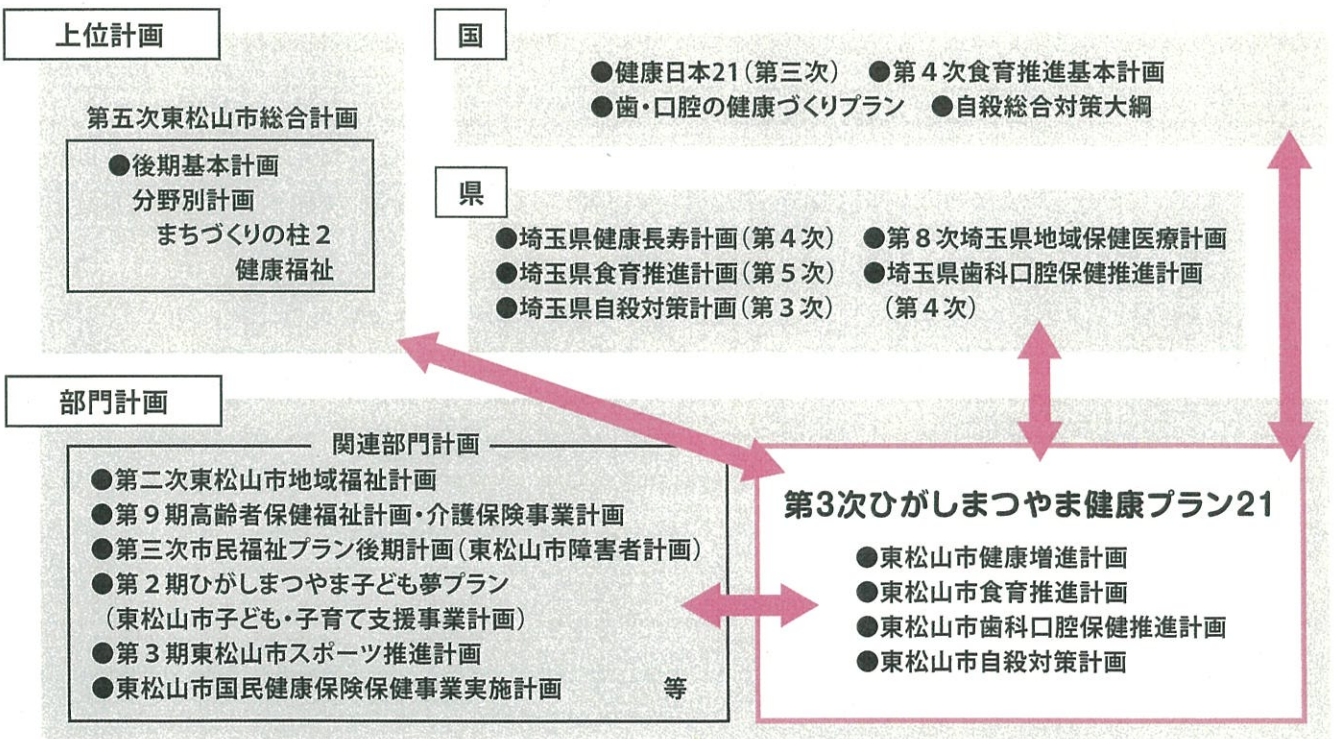 上位計画
第五次東松山市総合計画
●後期基本計画
分野別計画
まちづくりの柱２
健康福祉
国
●健康日本21（第三次）　●第４次食育推進基本計画
●歯・口腔の健康づくりプラン　●自殺総合対策大綱
県
●埼玉県健康長寿計画（第４次）　●第８次埼玉県地域保健医療計画
●埼玉県食育推進計画（第５次）　●埼玉県歯科口腔保健推進計画
●埼玉県自殺対策計画（第３次）　（第４次）
部門計画
関連部門計画
●第二次東松山市地域福祉計画
●第９期高齢者保健福祉計画・介護保険事業計画
●第三次市民福祉プラン後期計画（東松山市障害者計画）
●第２期ひがしまつやま子ども夢プラン
（東松山市子ども・子育て支援事業計画）
●第３期東松山市スポーツ推進計画
●東松山市国民健康保険保健事業実施計画　等
第3次ひがしまつやま健康プラン21
●東松山市健康増進計画
●東松山市食育推進計画
●東松山市歯科口腔保健推進計画
●東松山市自殺対策計画